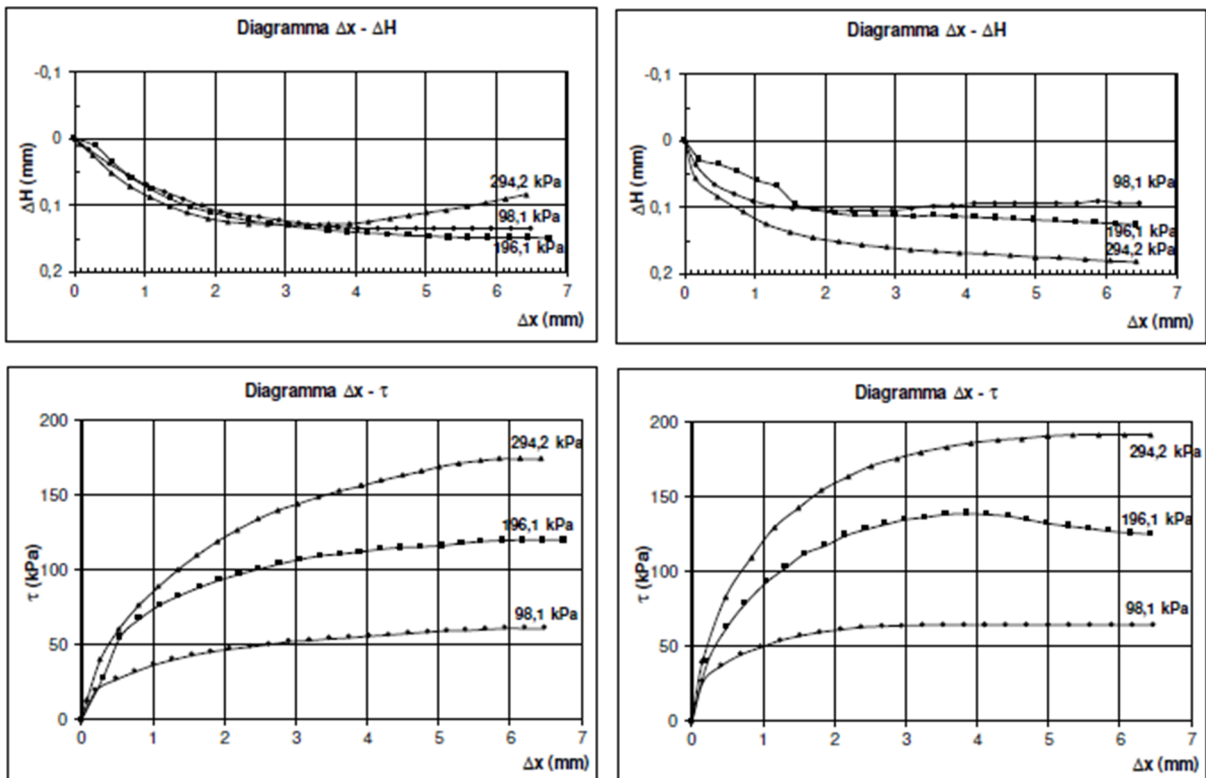 Diagramma Δx - ΔH
-0,1
0
0,1
0,2
ΔH (mm)
294,2 kPa
98,1 kPa
196,1 kPa
0 1 2 3 4 5 6 7
Δx (mm)
Diagramma Δx - ΔH
-0,1
0
0,1
0,2
ΔH (mm)
98,1 kPa
196,1 kPa
294,2 kPa
0 1 2 3 4 5 6 7
Δx (mm)
Diagramma Δx - τ
200
150
100
50
0
τ (kPa)
294,2 kPa
196,1 kPa
98,1 kPa
0 1 2 3 4 5 6 7
Δx (mm)
Diagramma Δx - τ
200
150
100
50
0
τ (kPa)
294,2 kPa
196,1 kPa
98,1 kPa
0 1 2 3 4 5 6 7
Δx (mm)